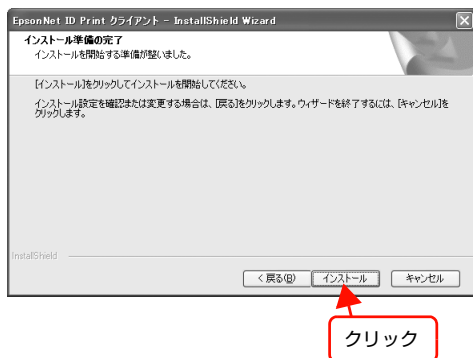 EpsonNet ID Print クライアント - InstallShield Wizard
インストール準備の完了
インストールを開始する準備が整いました。
[インストール]をクリックしてインストールを開始してください。
インストール設定を確認または変更する場合は、[戻る]をクリックします。ウィザードを終了するには、[キャンセル]を
クリックします。
InstallShield
< 戻る(B) インストール キャンセル
クリック